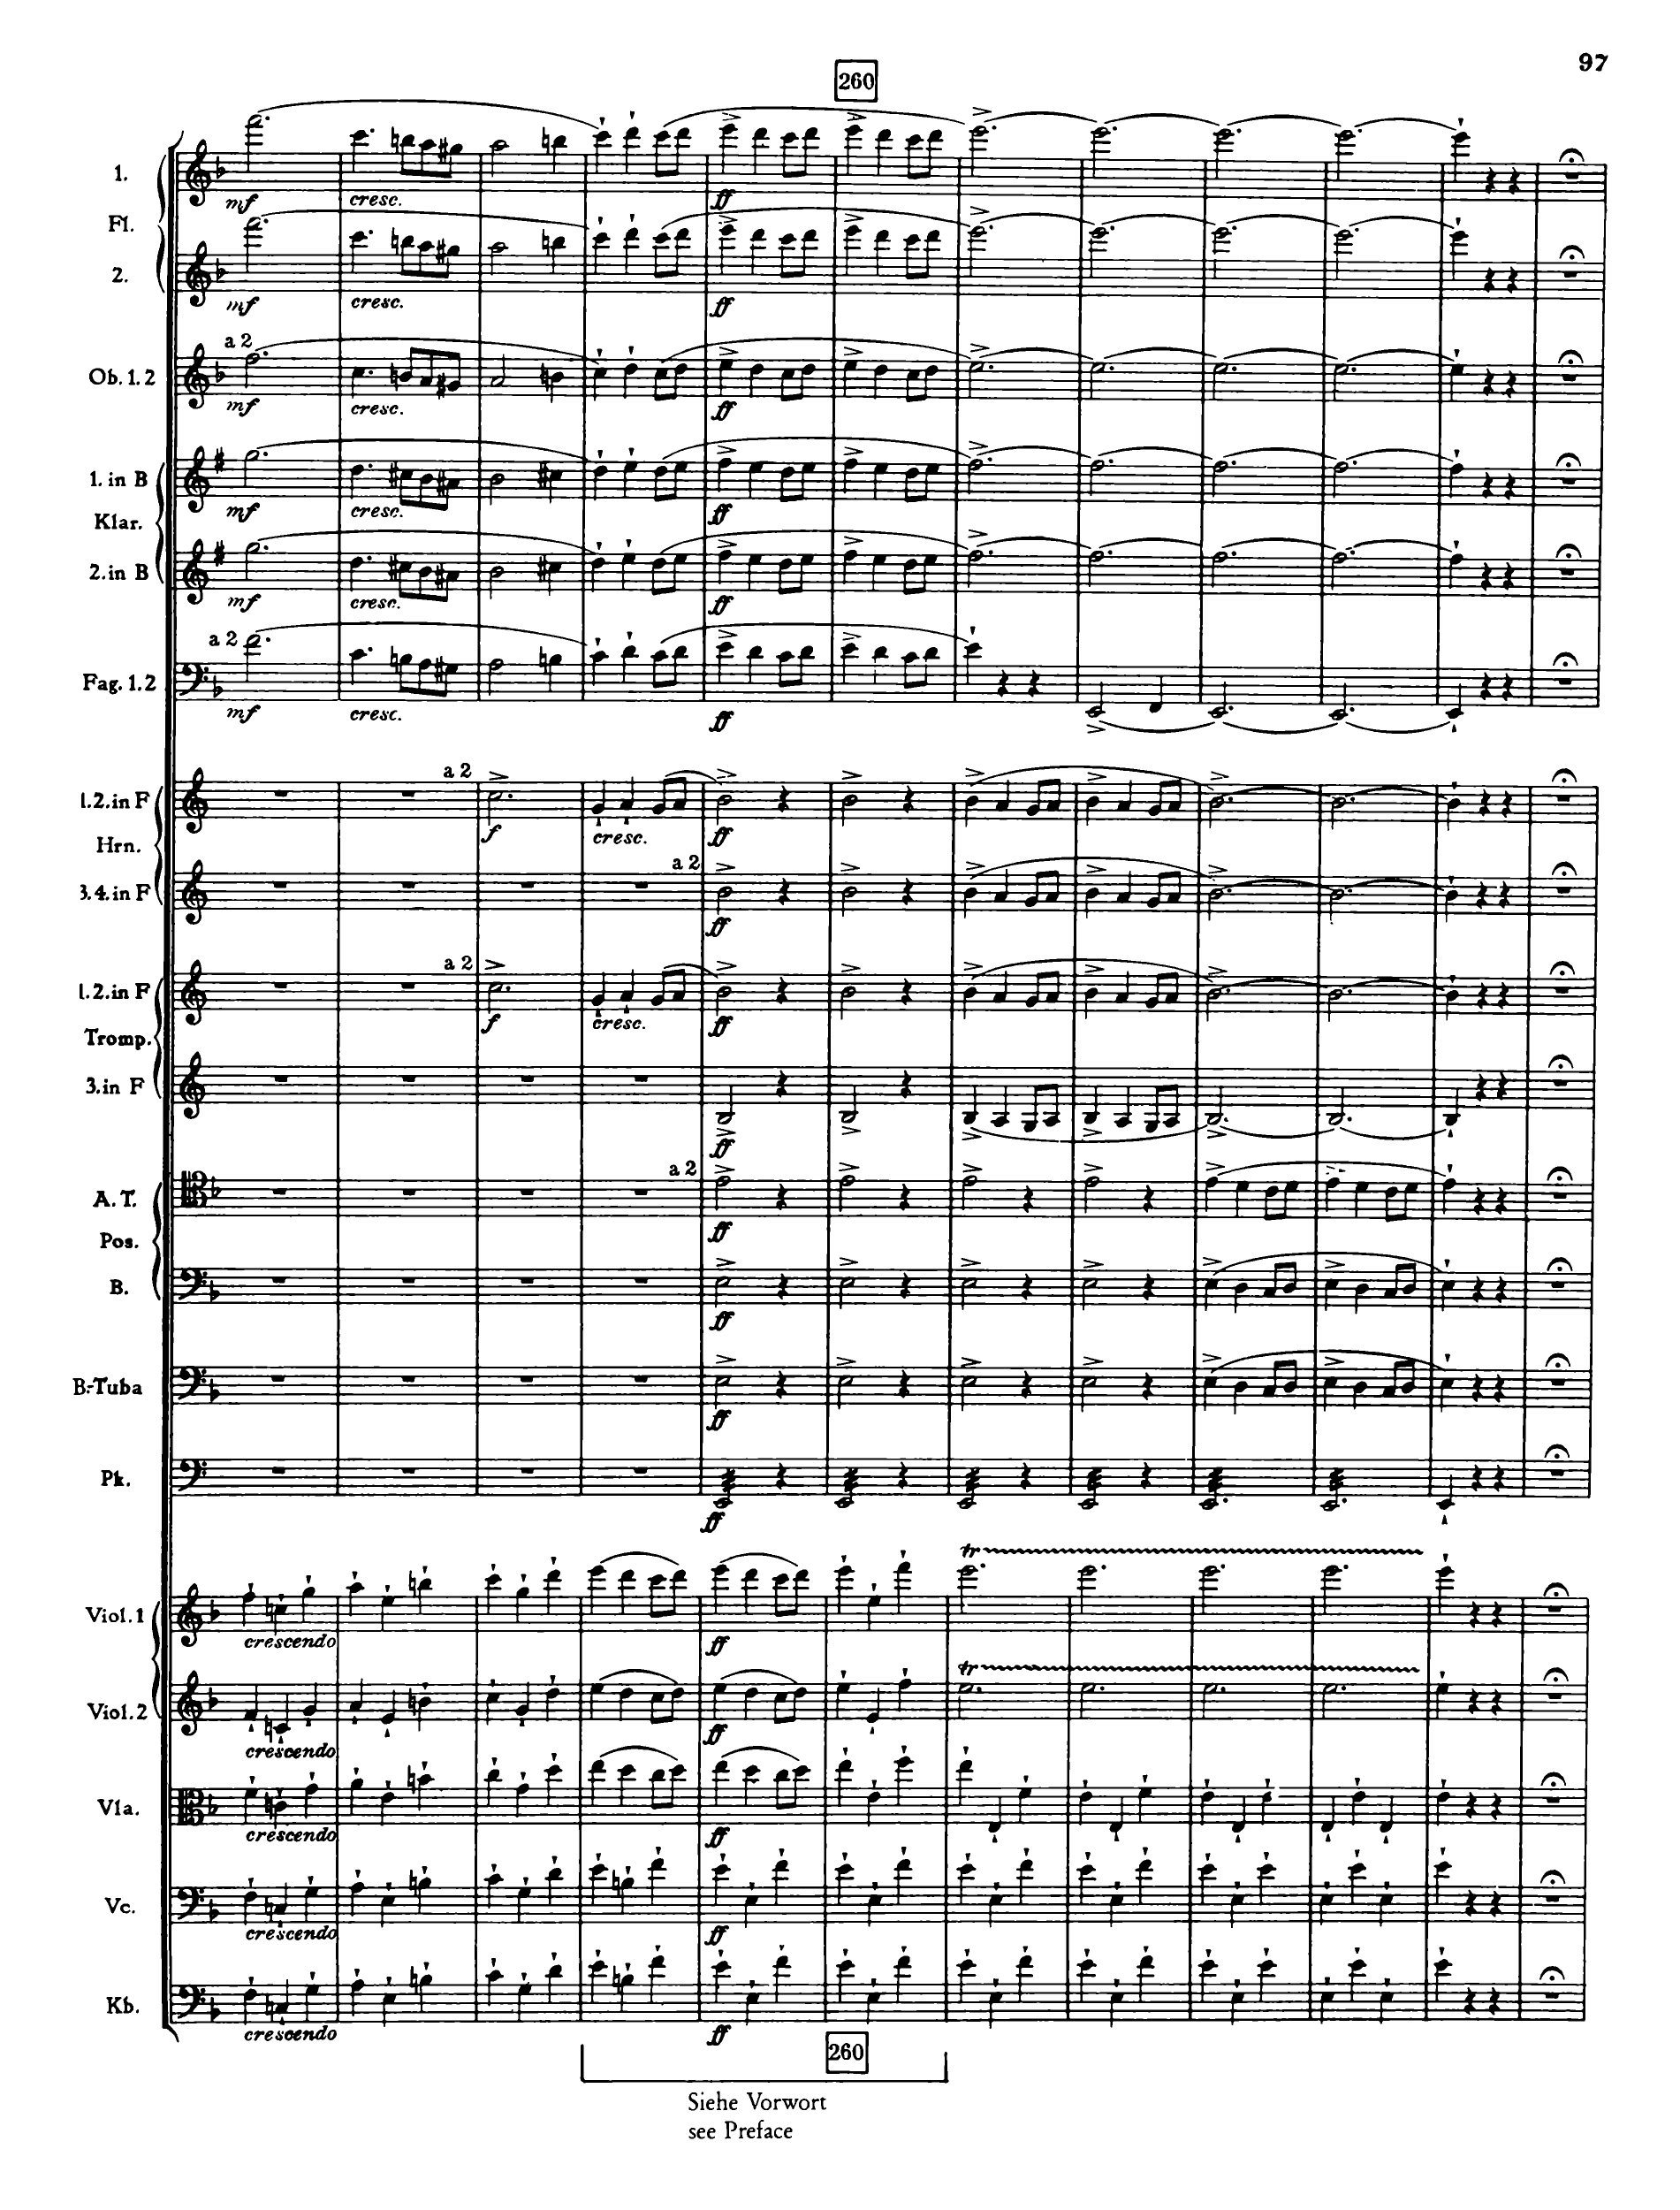 97
260
1.
Fl.
mf cresc. ff
2.
mf cresc. ff
a 2
Ob. 1.2
mf cresc. ff
1. in B
mf cresc. ff
Klar.
2. in B
mf cresc. ff
a 2
Fag. 1.2
mf cresc. ff
a 2
1.2. in F
f cresc. ff
Hrn.
a 2
3.4. in F
ff
a 2
1.2. in F
f cresc. ff
Tromp.
3. in F
ff
a 2
A. T.
ff
Pos.
B.
ff
B.-Tuba
ff
Pk.
ff
tr
Viol. 1
crescendo ff
tr
Viol. 2
crescendo ff
Vla.
crescendo ff
Vc.
crescendo ff
Kb.
crescendo ff
260
Siehe Vorwort
see Preface